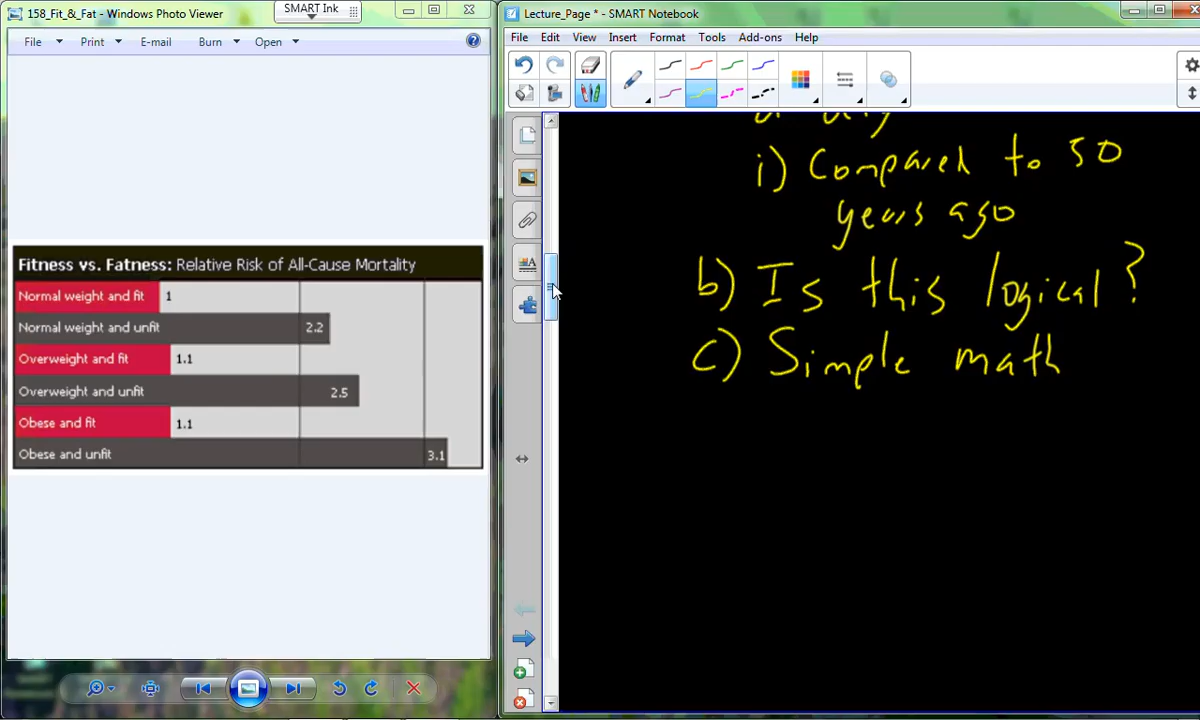 158_Fit_&_Fat - Windows Photo Viewer
SMART Ink
File Print E-mail Burn Open
Fitness vs. Fatness: Relative Risk of All-Cause Mortality
Normal weight and fit 1
Normal weight and unfit 2.2
Overweight and fit 1.1
Overweight and unfit 2.5
Obese and fit 1.1
Obese and unfit 3.1
Lecture_Page * - SMART Notebook
File Edit View Insert Format Tools Add-ons Help
i) Compared to 50
years ago
b) Is this logical?
c) Simple math